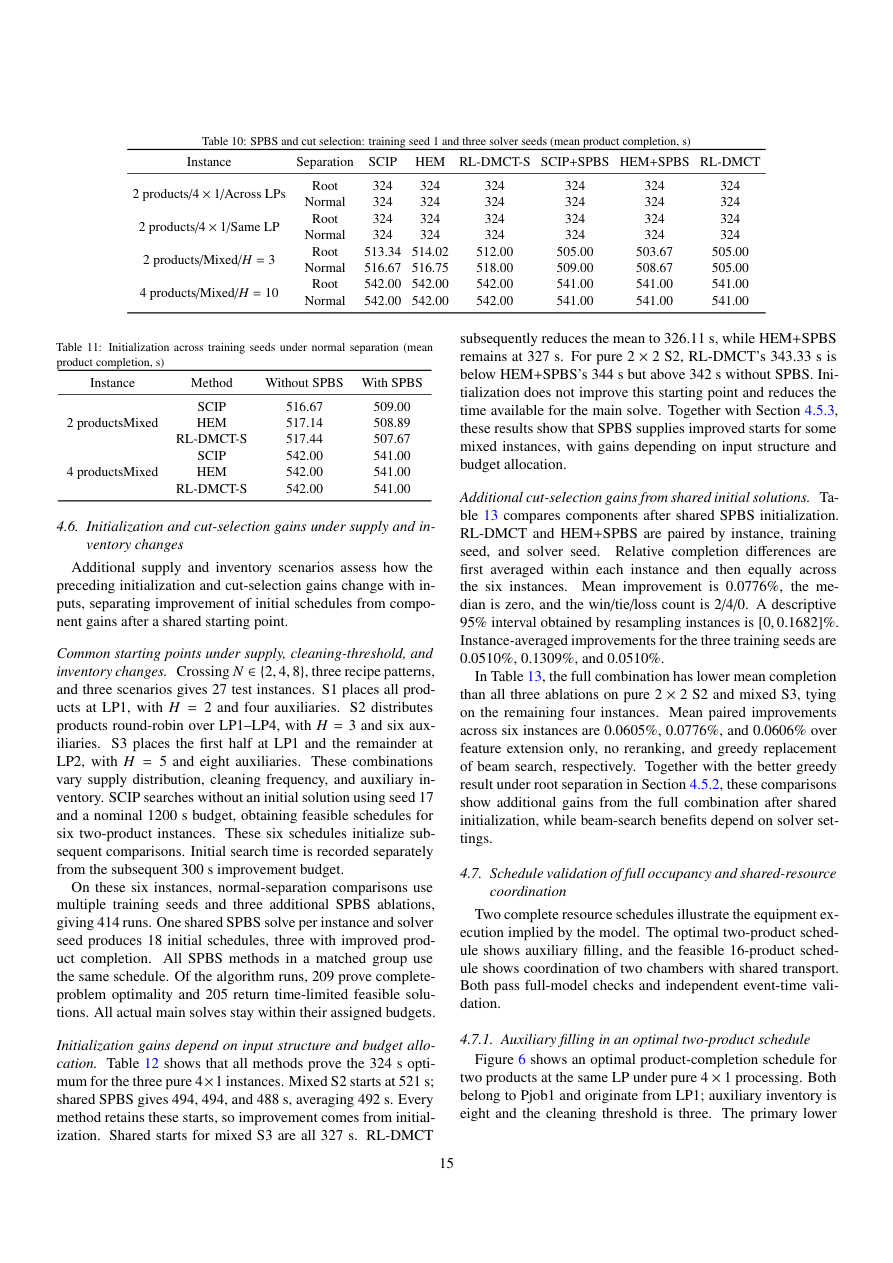 Table 10: SPBS and cut selection: training seed 1 and three solver seeds (mean product completion, s)
Instance Separation SCIP HEM RL-DMCT-S SCIP+SPBS HEM+SPBS RL-DMCT
2 products/4 × 1/Across LPs Root 324 324 324 324 324 324
Normal 324 324 324 324 324 324
2 products/4 × 1/Same LP Root 324 324 324 324 324 324
Normal 324 324 324 324 324 324
2 products/Mixed/H = 3 Root 513.34 514.02 512.00 505.00 503.67 505.00
Normal 516.67 516.75 518.00 509.00 508.67 505.00
4 products/Mixed/H = 10 Root 542.00 542.00 542.00 541.00 541.00 541.00
Normal 542.00 542.00 542.00 541.00 541.00 541.00
Table 11: Initialization across training seeds under normal separation (mean
product completion, s)
Instance Method Without SPBS With SPBS
SCIP 516.67 509.00
2 productsMixed HEM 517.14 508.89
RL-DMCT-S 517.44 507.67
SCIP 542.00 541.00
4 productsMixed HEM 542.00 541.00
RL-DMCT-S 542.00 541.00
4.6. Initialization and cut-selection gains under supply and in-
ventory changes
Additional supply and inventory scenarios assess how the
preceding initialization and cut-selection gains change with in-
puts, separating improvement of initial schedules from compo-
nent gains after a shared starting point.
Common starting points under supply, cleaning-threshold, and
inventory changes. Crossing N ∈ {2, 4, 8}, three recipe patterns,
and three scenarios gives 27 test instances. S1 places all prod-
ucts at LP1, with H = 2 and four auxiliaries. S2 distributes
products round-robin over LP1–LP4, with H = 3 and six aux-
iliaries. S3 places the first half at LP1 and the remainder at
LP2, with H = 5 and eight auxiliaries. These combinations
vary supply distribution, cleaning frequency, and auxiliary in-
ventory. SCIP searches without an initial solution using seed 17
and a nominal 1200 s budget, obtaining feasible schedules for
six two-product instances. These six schedules initialize sub-
sequent comparisons. Initial search time is recorded separately
from the subsequent 300 s improvement budget.
On these six instances, normal-separation comparisons use
multiple training seeds and three additional SPBS ablations,
giving 414 runs. One shared SPBS solve per instance and solver
seed produces 18 initial schedules, three with improved prod-
uct completion. All SPBS methods in a matched group use
the same schedule. Of the algorithm runs, 209 prove complete-
problem optimality and 205 return time-limited feasible solu-
tions. All actual main solves stay within their assigned budgets.
Initialization gains depend on input structure and budget allo-
cation. Table 12 shows that all methods prove the 324 s opti-
mum for the three pure 4×1 instances. Mixed S2 starts at 521 s;
shared SPBS gives 494, 494, and 488 s, averaging 492 s. Every
method retains these starts, so improvement comes from initial-
ization. Shared starts for mixed S3 are all 327 s. RL-DMCT
subsequently reduces the mean to 326.11 s, while HEM+SPBS
remains at 327 s. For pure 2 × 2 S2, RL-DMCT's 343.33 s is
below HEM+SPBS's 344 s but above 342 s without SPBS. Ini-
tialization does not improve this starting point and reduces the
time available for the main solve. Together with Section 4.5.3,
these results show that SPBS supplies improved starts for some
mixed instances, with gains depending on input structure and
budget allocation.
Additional cut-selection gains from shared initial solutions. Ta-
ble 13 compares components after shared SPBS initialization.
RL-DMCT and HEM+SPBS are paired by instance, training
seed, and solver seed. Relative completion differences are
first averaged within each instance and then equally across
the six instances. Mean improvement is 0.0776%, the me-
dian is zero, and the win/tie/loss count is 2/4/0. A descriptive
95% interval obtained by resampling instances is [0, 0.1682]%.
Instance-averaged improvements for the three training seeds are
0.0510%, 0.1309%, and 0.0510%.
In Table 13, the full combination has lower mean completion
than all three ablations on pure 2 × 2 S2 and mixed S3, tying
on the remaining four instances. Mean paired improvements
across six instances are 0.0605%, 0.0776%, and 0.0606% over
feature extension only, no reranking, and greedy replacement
of beam search, respectively. Together with the better greedy
result under root separation in Section 4.5.2, these comparisons
show additional gains from the full combination after shared
initialization, while beam-search benefits depend on solver set-
tings.
4.7. Schedule validation of full occupancy and shared-resource
coordination
Two complete resource schedules illustrate the equipment ex-
ecution implied by the model. The optimal two-product sched-
ule shows auxiliary filling, and the feasible 16-product sched-
ule shows coordination of two chambers with shared transport.
Both pass full-model checks and independent event-time vali-
dation.
4.7.1. Auxiliary filling in an optimal two-product schedule
Figure 6 shows an optimal product-completion schedule for
two products at the same LP under pure 4 × 1 processing. Both
belong to Pjob1 and originate from LP1; auxiliary inventory is
eight and the cleaning threshold is three. The primary lower
15